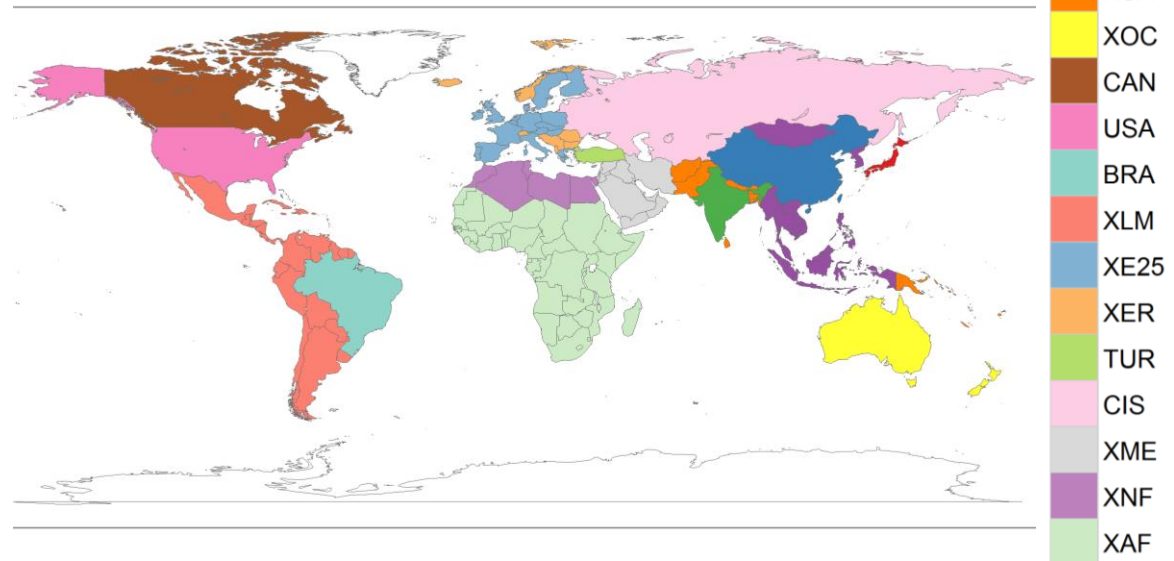 XOC
CAN
USA
BRA
XLM
XE25
XER
TUR
CIS
XME
XNF
XAF